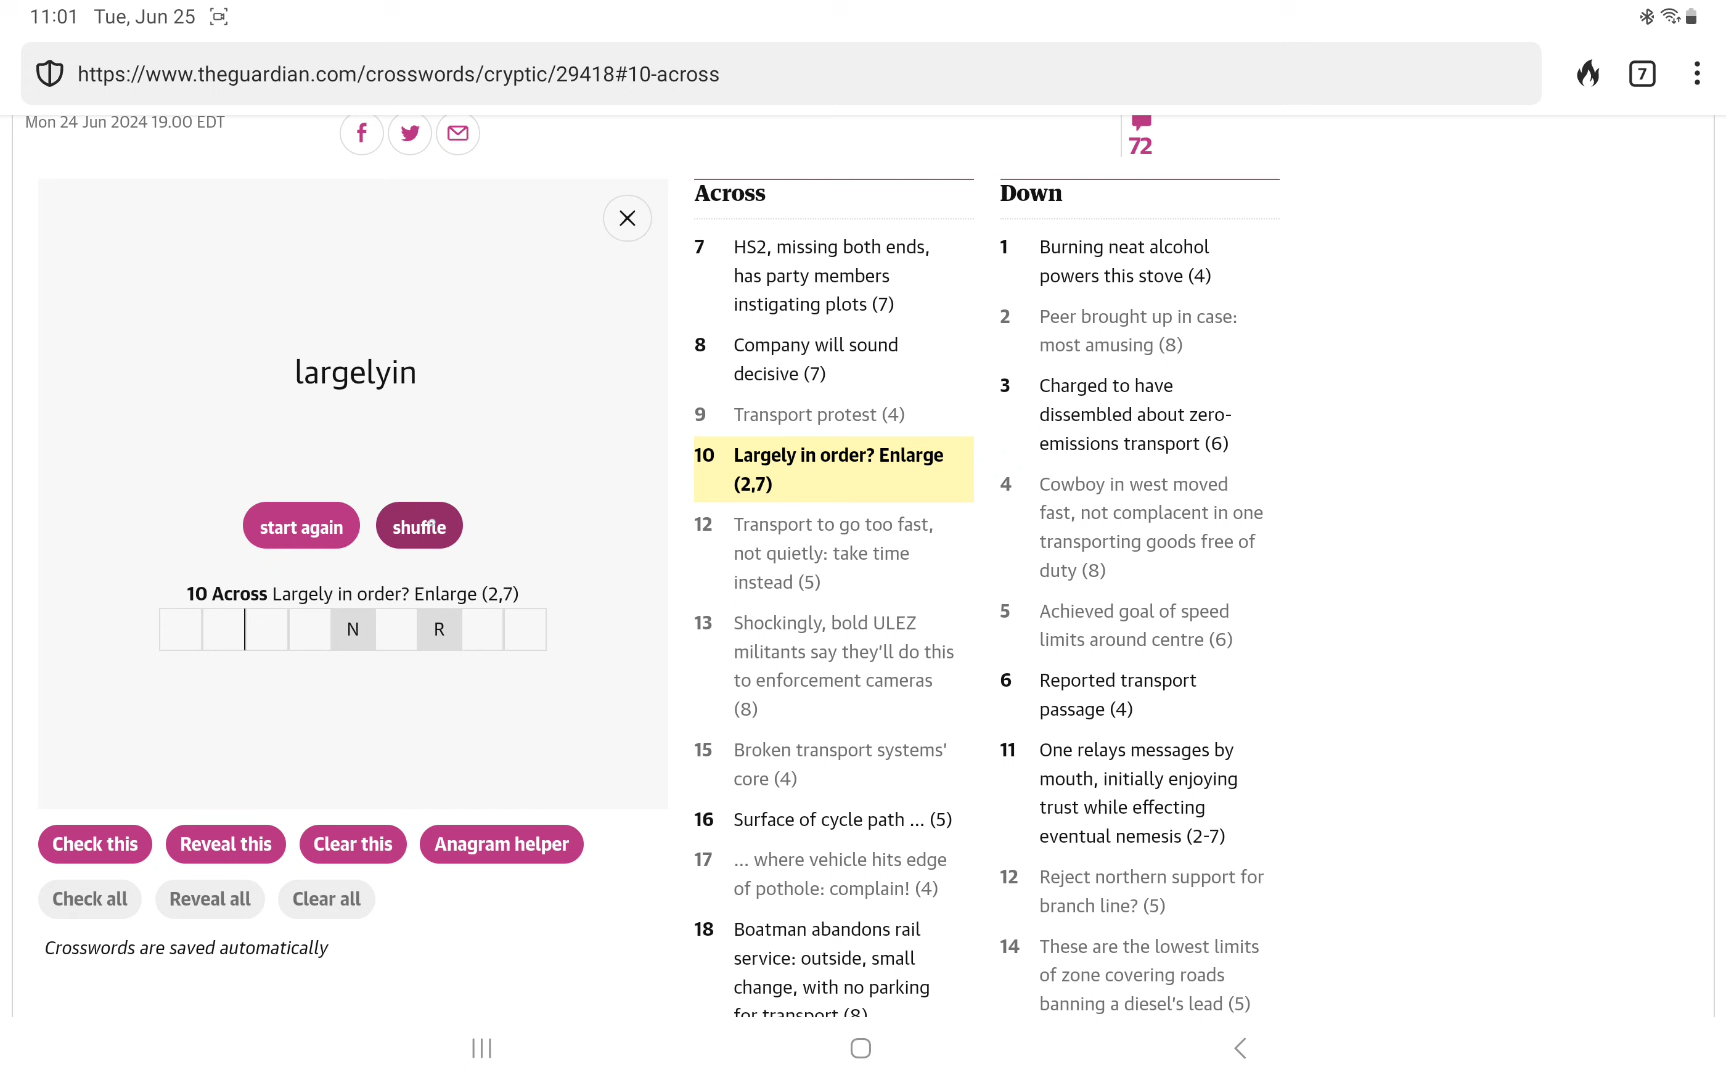 11:01 Tue, Jun 25
https://www.theguardian.com/crosswords/cryptic/29418#10-across
7
Mon 24 Jun 2024 19.00 EDT
72
largelyin
start again
shuffle
10 Across Largely in order? Enlarge (2,7)
N R
Check this
Reveal this
Clear this
Anagram helper
Check all
Reveal all
Clear all
Crosswords are saved automatically
Across
7 HS2, missing both ends,
has party members
instigating plots (7)
8 Company will sound
decisive (7)
9 Transport protest (4)
10 Largely in order? Enlarge
(2,7)
12 Transport to go too fast,
not quietly: take time
instead (5)
13 Shockingly, bold ULEZ
militants say they'll do this
to enforcement cameras
(8)
15 Broken transport systems'
core (4)
16 Surface of cycle path ... (5)
17 ... where vehicle hits edge
of pothole: complain! (4)
18 Boatman abandons rail
service: outside, small
change, with no parking
for transport (8)
Down
1 Burning neat alcohol
powers this stove (4)
2 Peer brought up in case:
most amusing (8)
3 Charged to have
dissembled about zero-
emissions transport (6)
4 Cowboy in west moved
fast, not complacent in one
transporting goods free of
duty (8)
5 Achieved goal of speed
limits around centre (6)
6 Reported transport
passage (4)
11 One relays messages by
mouth, initially enjoying
trust while effecting
eventual nemesis (2-7)
12 Reject northern support for
branch line? (5)
14 These are the lowest limits
of zone covering roads
banning a diesel's lead (5)